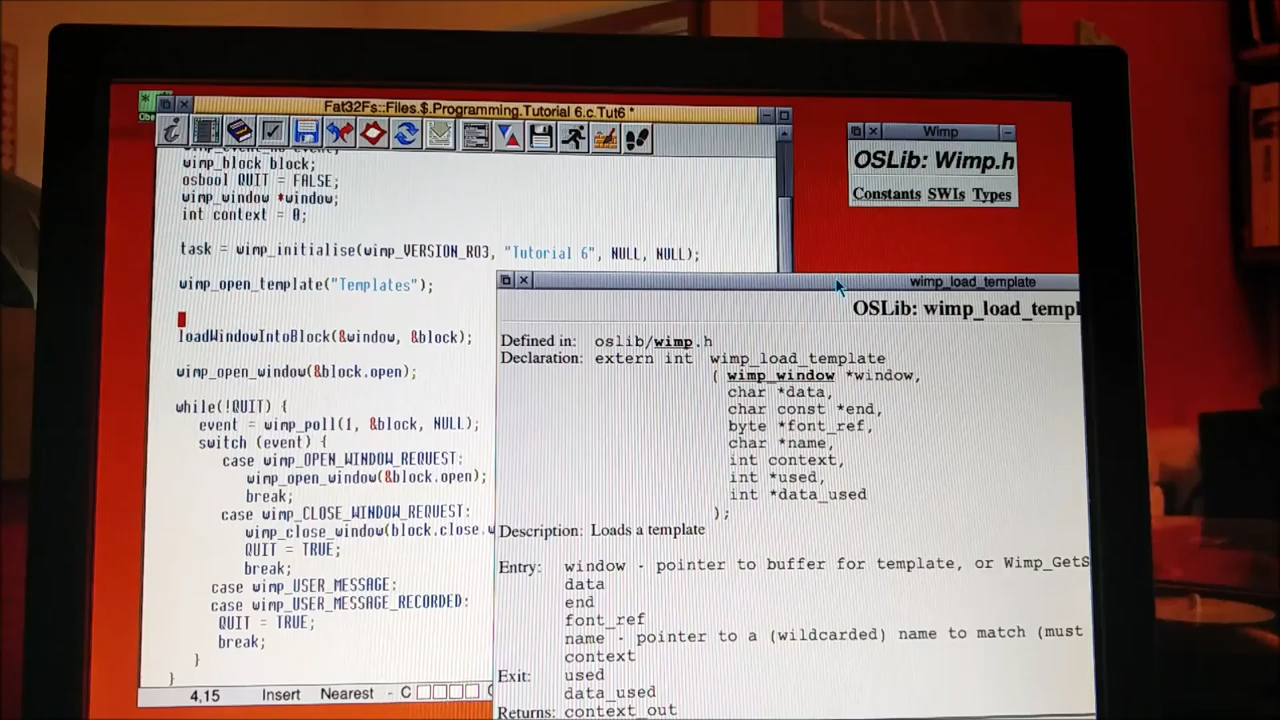 Fat32Fs::Files.$.Programming.Tutorial 6.c.Tut6 *
wimp_block block;
osbool QUIT = FALSE;
wimp_window *window;
int context = 0;
task = wimp_initialise(wimp_VERSION_RO3, "Tutorial 6", NULL, NULL);
wimp_open_template("Templates");
loadWindowIntoBlock(&window, &block);
wimp_open_window(&block.open);
while(!QUIT) {
event = wimp_poll(1, &block, NULL);
switch (event) {
case wimp_OPEN_WINDOW_REQUEST:
wimp_open_window(&block.open);
break;
case wimp_CLOSE_WINDOW_REQUEST:
wimp_close_window(block.close.w
QUIT = TRUE;
break;
case wimp_USER_MESSAGE:
case wimp_USER_MESSAGE_RECORDED:
QUIT = TRUE;
break;
}
}
4,15 Insert Nearest - C
Wimp
OSLib: Wimp.h
Constants SWIs Types
wimp_load_template
OSLib: wimp_load_templ
Defined in: oslib/wimp.h
Declaration: extern int wimp_load_template
( wimp_window *window,
char *data,
char const *end,
byte *font_ref,
char *name,
int context,
int *used,
int *data_used
);
Description: Loads a template
Entry: window - pointer to buffer for template, or Wimp_GetS
data
end
font_ref
name - pointer to a (wildcarded) name to match (must
context
Exit: used
data_used
Returns: context_out